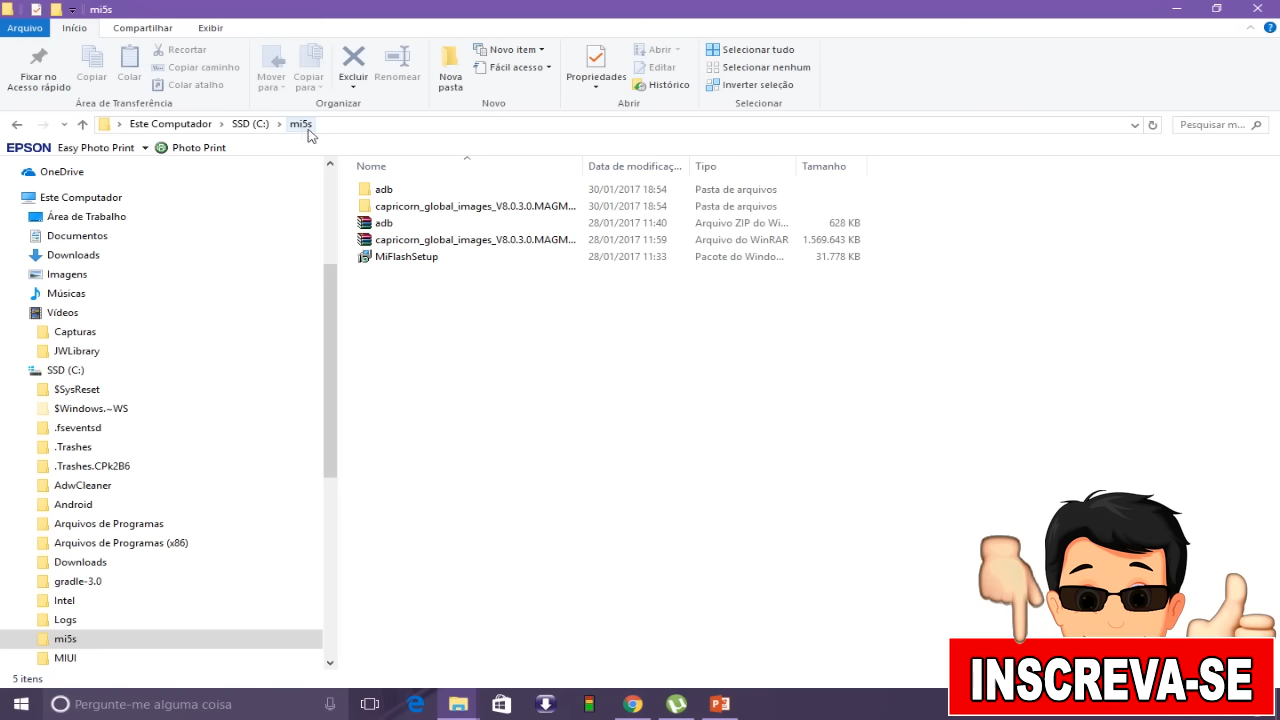 mi5s
Arquivo Início Compartilhar Exibir
Fixar no Acesso rápido
Copiar
Colar
Recortar
Copiar caminho
Colar atalho
Área de Transferência
Mover para
Copiar para
Excluir
Renomear
Organizar
Nova pasta
Novo item
Fácil acesso
Novo
Propriedades
Abrir
Editar
Histórico
Abrir
Selecionar tudo
Selecionar nenhum
Inverter seleção
Selecionar
Este Computador SSD (C:) mi5s
Pesquisar m...
EPSON Easy Photo Print Photo Print
OneDrive
Este Computador
Área de Trabalho
Documentos
Downloads
Imagens
Músicas
Vídeos
Capturas
JWLibrary
SSD (C:)
$SysReset
$Windows.~WS
.fseventsd
.Trashes
.Trashes.CPk2B6
AdwCleaner
Android
Arquivos de Programas
Arquivos de Programas (x86)
Downloads
gradle-3.0
Intel
Logs
mi5s
MIUI
Nome Data de modificaç... Tipo Tamanho
adb 30/01/2017 18:54 Pasta de arquivos
capricorn_global_images_V8.0.3.0.MAGM... 30/01/2017 18:54 Pasta de arquivos
adb 28/01/2017 11:40 Arquivo ZIP do Wi... 628 KB
capricorn_global_images_V8.0.3.0.MAGM... 28/01/2017 11:59 Arquivo do WinRAR 1.569.643 KB
MiFlashSetup 28/01/2017 11:33 Pacote do Windo... 31.778 KB
5 itens
INSCREVA-SE
Pergunte-me alguma coisa